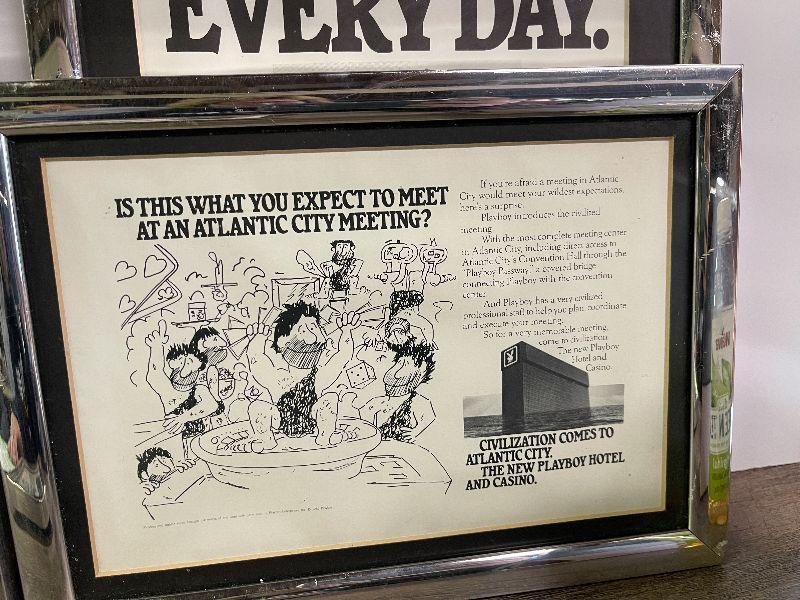 EVERY DAY.
IS THIS WHAT YOU EXPECT TO MEET
AT AN ATLANTIC CITY MEETING?
If you're afraid a meeting in Atlantic
City would meet your wildest expectations,
here's a surprise.
Playboy introduces the civilized
meeting.
With the most complete meeting center
in Atlantic City, including direct access to
Atlantic City's Convention Hall through the
"Playboy Passway," a covered bridge
connecting Playboy with the convention
center.
And Playboy has a very civilized
professional staff to help you plan, coordinate
and execute your meeting.
So for a very memorable meeting,
come to civilization.
The new Playboy
Hotel and
Casino.
CIVILIZATION COMES TO
ATLANTIC CITY.
THE NEW PLAYBOY HOTEL
AND CASINO.